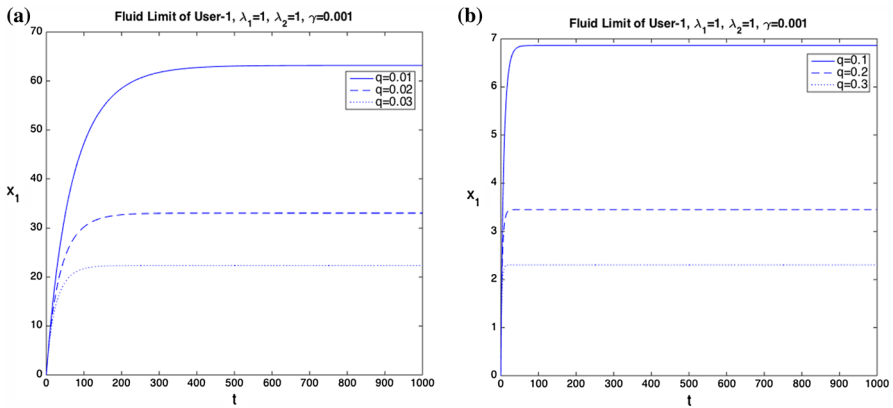 (a)
Fluid Limit of User-1, λ1=1, λ2=1, γ=0.001
70
60
50
40
30
20
10
0
x1
q=0.01
q=0.02
q=0.03
0 100 200 300 400 500 600 700 800 900 1000
t
(b)
Fluid Limit of User-1, λ1=1, λ2=1, γ=0.001
7
6
5
4
3
2
1
0
x1
q=0.1
q=0.2
q=0.3
0 100 200 300 400 500 600 700 800 900 1000
t